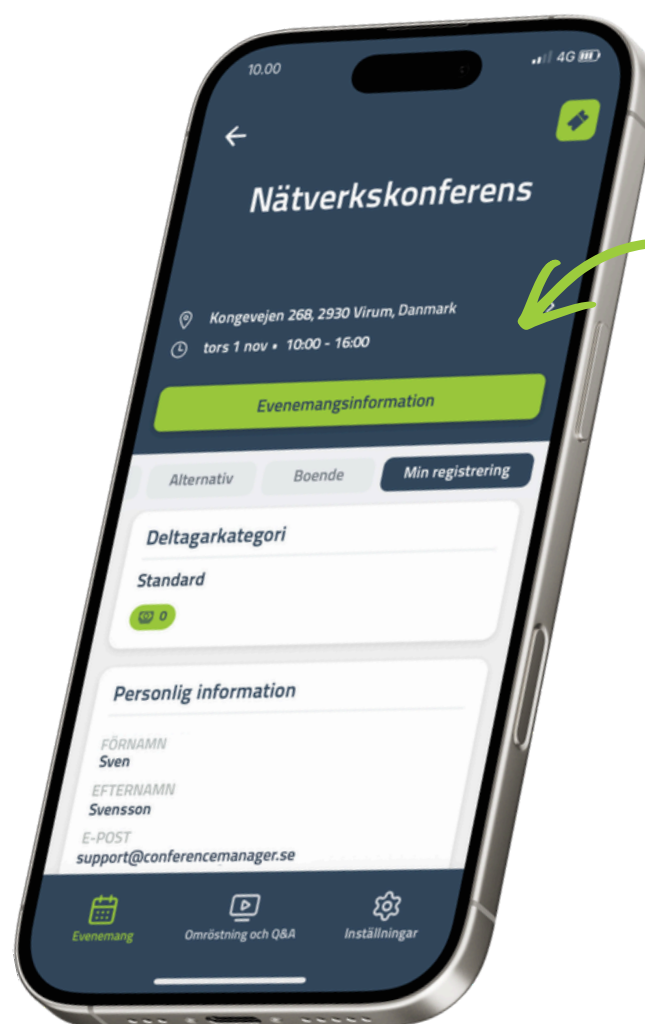 10.00
4G
Nätverkskonferens
Kongevejen 268, 2930 Virum, Danmark
tors 1 nov • 10:00 - 16:00
Evenemangsinformation
Alternativ
Boende
Min registrering
Deltagarkategori
Standard
0
Personlig information
FÖRNAMN
Sven
EFTERNAMN
Svensson
E-POST
support@conferencemanager.se
Evenemang
Omröstning och Q&A
Inställningar